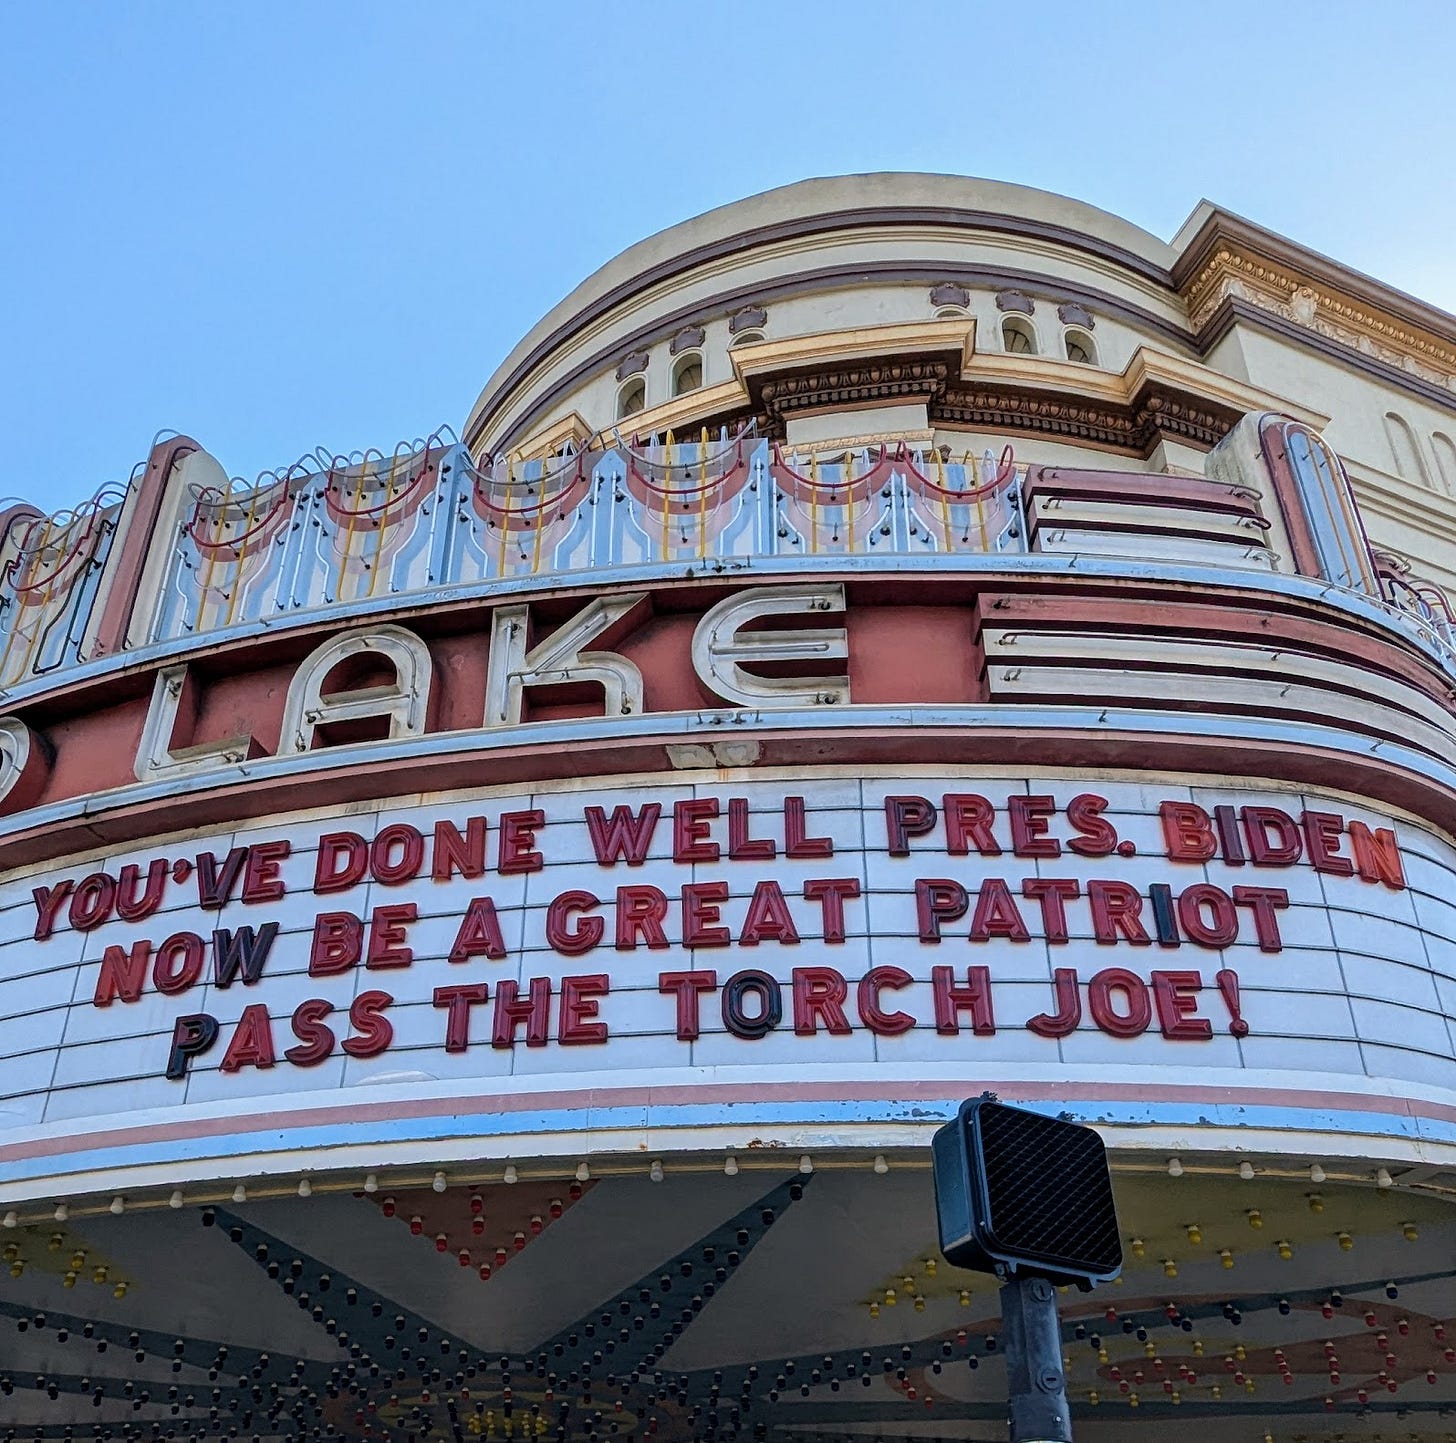 LAKE
YOU'VE DONE WELL PRES. BIDEN
NOW BE A GREAT PATRIOT
PASS THE TORCH JOE!